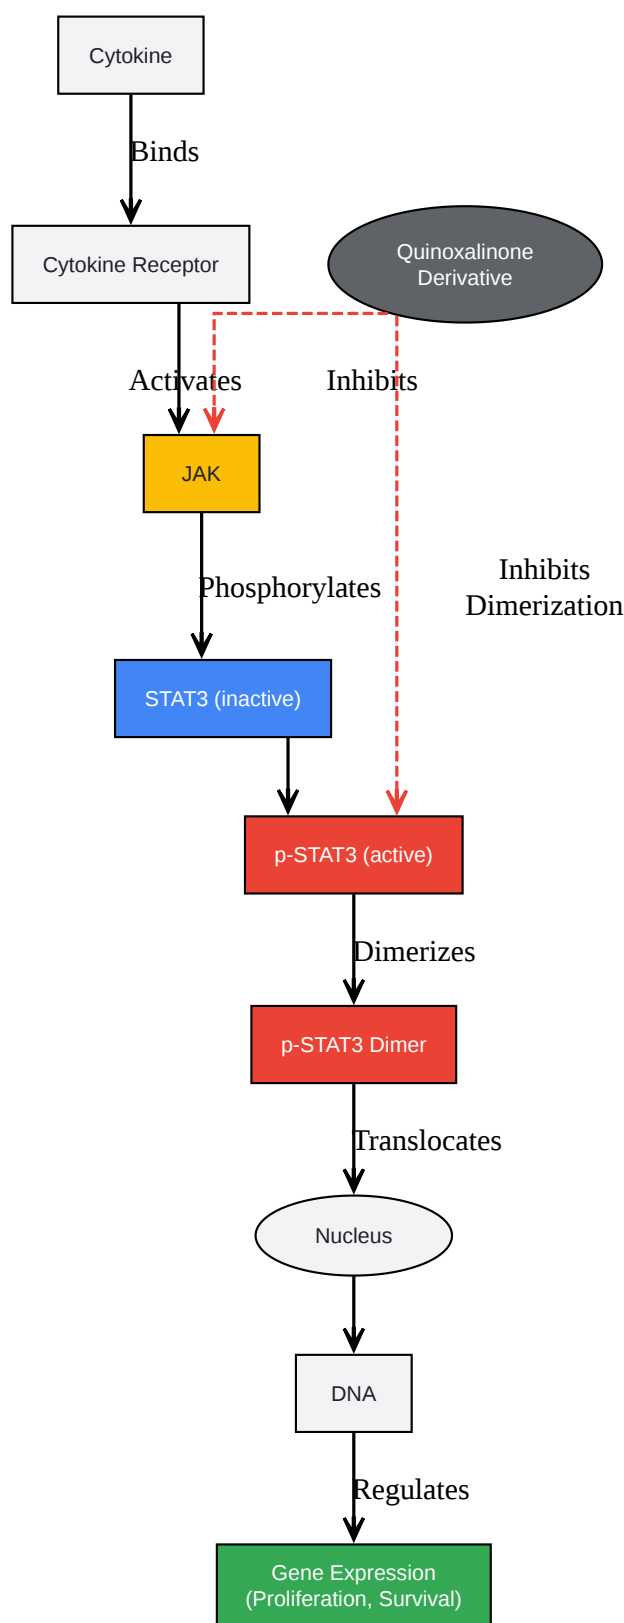 Cytokine
Binds
Cytokine Receptor
Quinoxalinone
Derivative
Activates
Inhibits
JAK
Phosphorylates
Inhibits
Dimerization
STAT3 (inactive)
p-STAT3 (active)
Dimerizes
p-STAT3 Dimer
Translocates
Nucleus
DNA
Regulates
Gene Expression
(Proliferation, Survival)